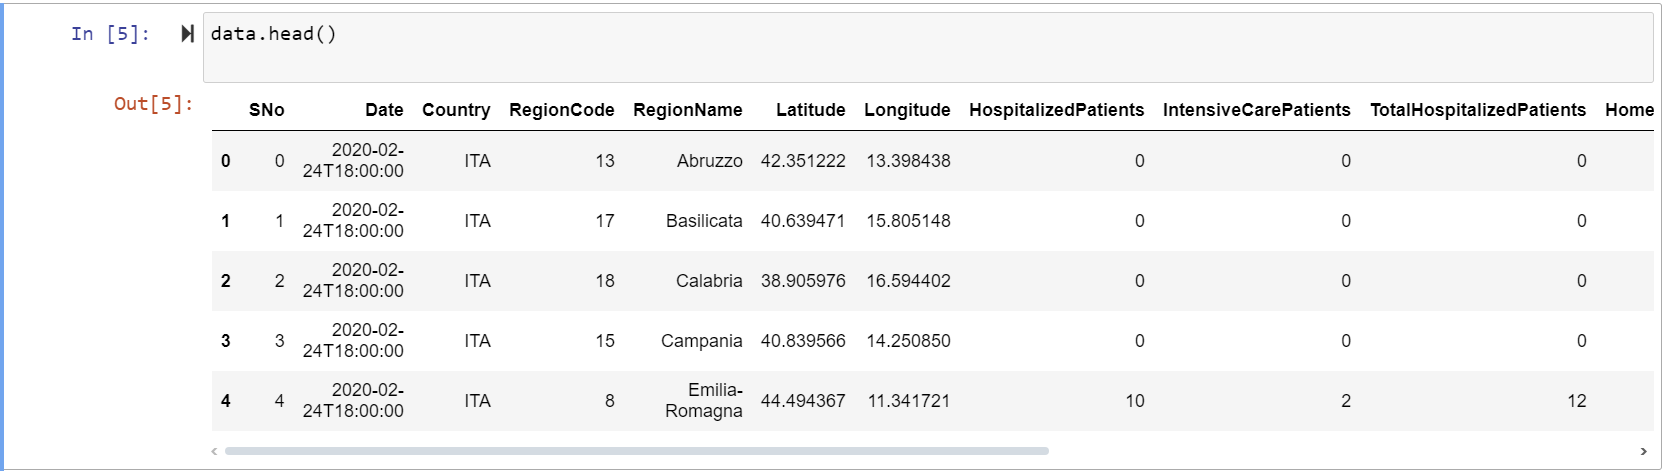 In [5]: data.head()
Out[5]:
SNo Date Country RegionCode RegionName Latitude Longitude HospitalizedPatients IntensiveCarePatients TotalHospitalizedPatients Home
0 0 2020-02-24T18:00:00 ITA 13 Abruzzo 42.351222 13.398438 0 0 0
1 1 2020-02-24T18:00:00 ITA 17 Basilicata 40.639471 15.805148 0 0 0
2 2 2020-02-24T18:00:00 ITA 18 Calabria 38.905976 16.594402 0 0 0
3 3 2020-02-24T18:00:00 ITA 15 Campania 40.839566 14.250850 0 0 0
4 4 2020-02-24T18:00:00 ITA 8 Emilia-Romagna 44.494367 11.341721 10 2 12